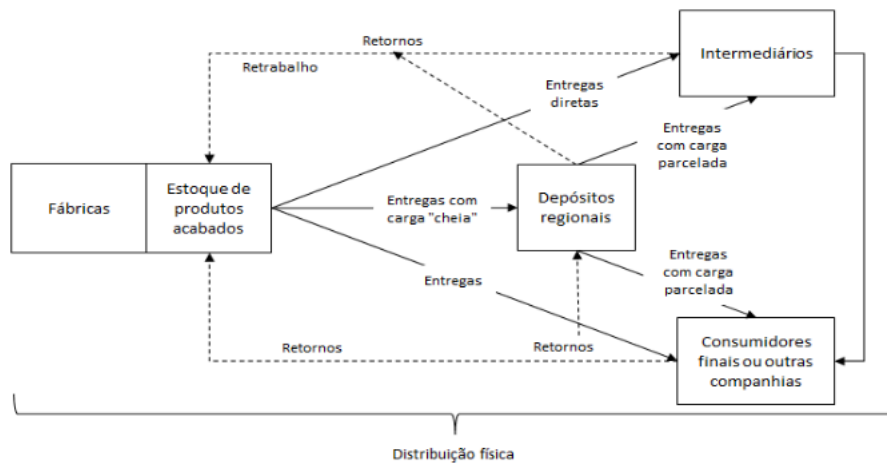 Retornos
Intermediários
Retrabalho
Entregas
diretas
Entregas
com carga
parcelada
Fábricas
Estoque de
produtos
acabados
Entregas com
carga "cheia"
Depósitos
regionais
Entregas
com carga
parcelada
Entregas
Retornos
Retornos
Consumidores
finais ou outras
companhias
Distribuição física